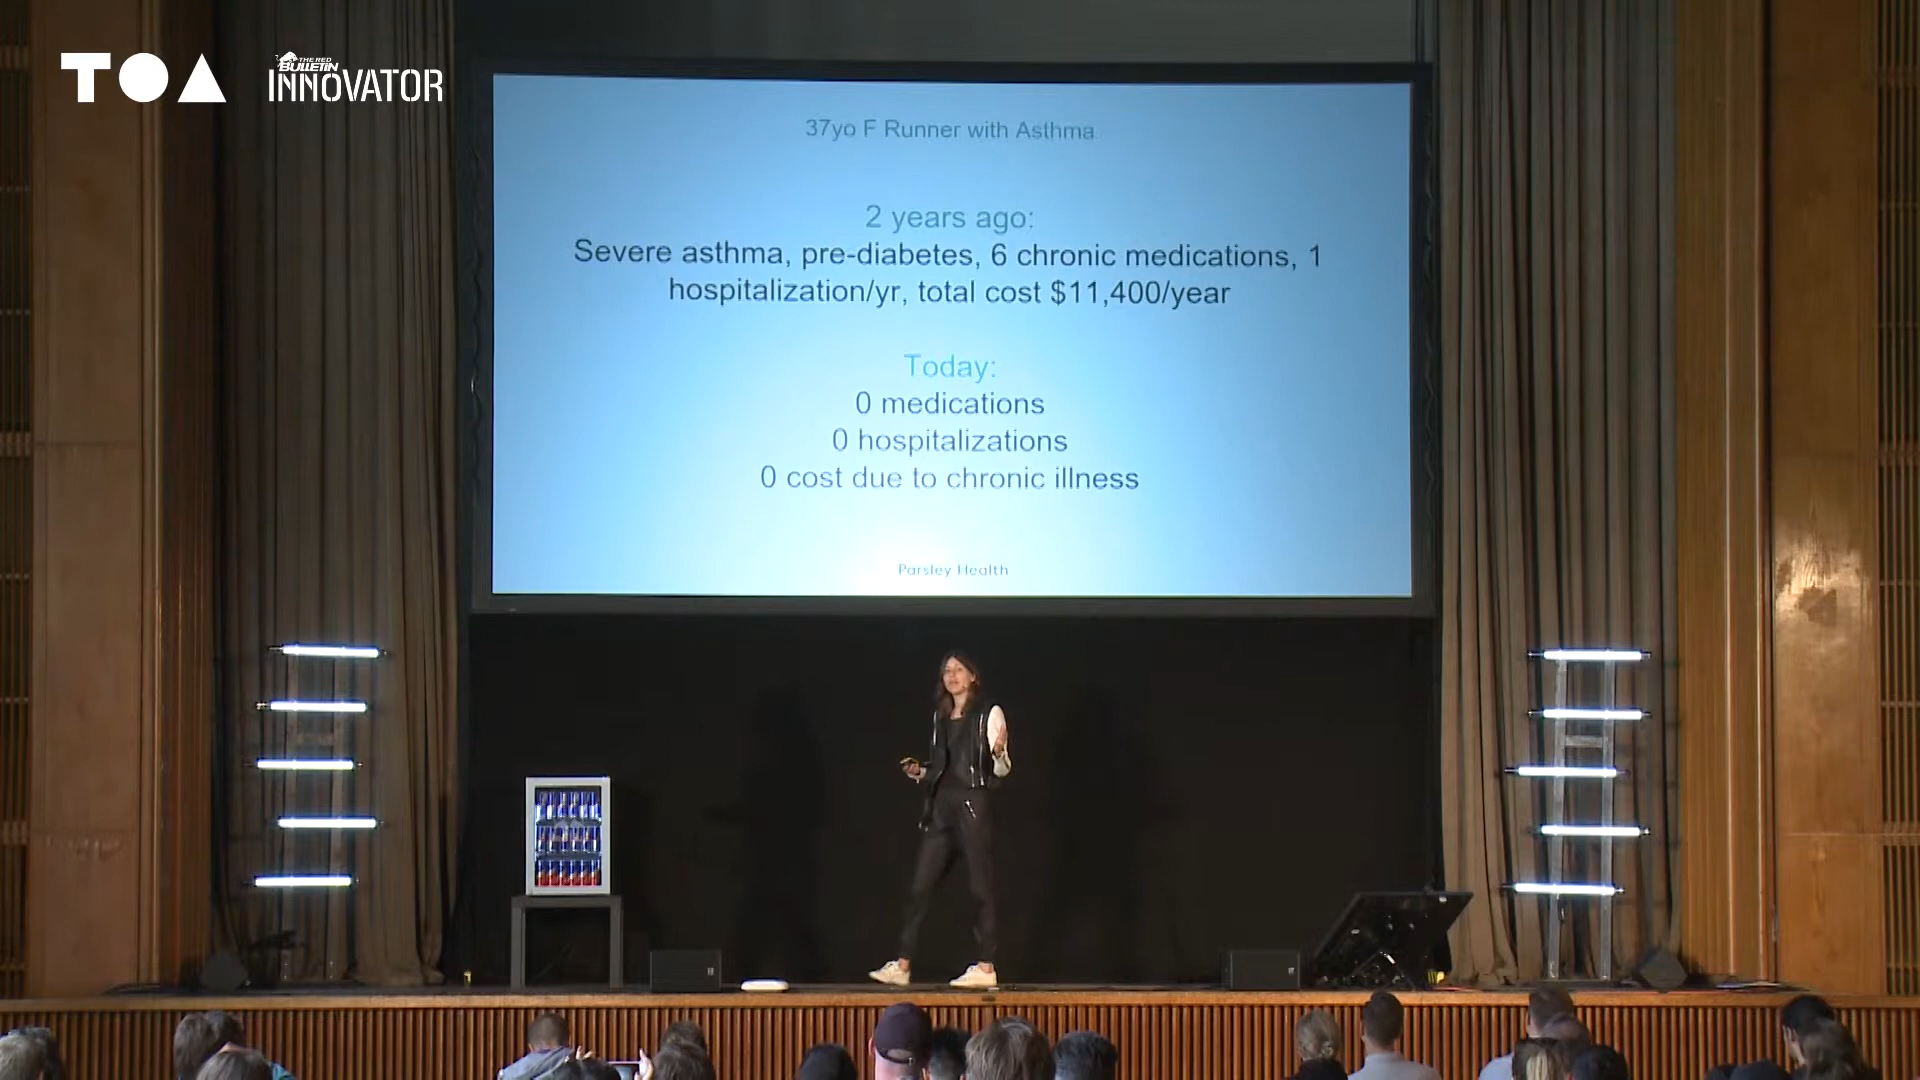 TOA
THE RED
BULLETIN
INNOVATOR
37yo F Runner with Asthma
2 years ago:
Severe asthma, pre-diabetes, 6 chronic medications, 1
hospitalization/yr, total cost $11,400/year
Today:
0 medications
0 hospitalizations
0 cost due to chronic illness
Parsley Health